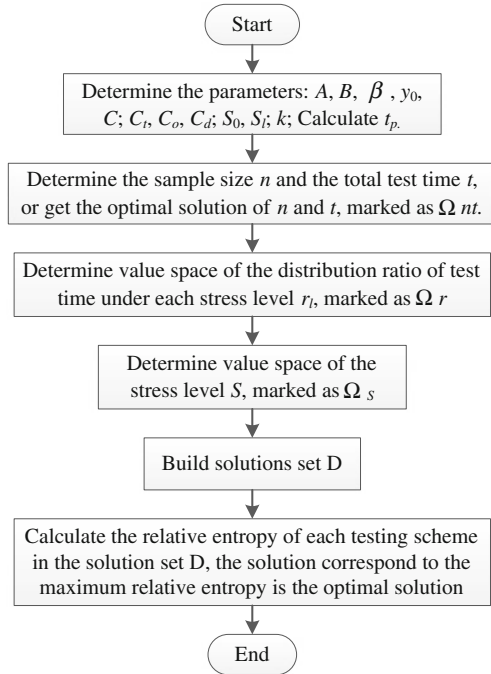 Start
Determine the parameters: A, B, β , y₀,
C; Cₜ, Cₒ, C_d; S₀, Sₗ; k; Calculate tₚ.
Determine the sample size n and the total test time t,
or get the optimal solution of n and t, marked as Ω nt.
Determine value space of the distribution ratio of test
time under each stress level rₗ, marked as Ω r
Determine value space of the
stress level S, marked as Ω s
Build solutions set D
Calculate the relative entropy of each testing scheme
in the solution set D, the solution correspond to the
maximum relative entropy is the optimal solution
End